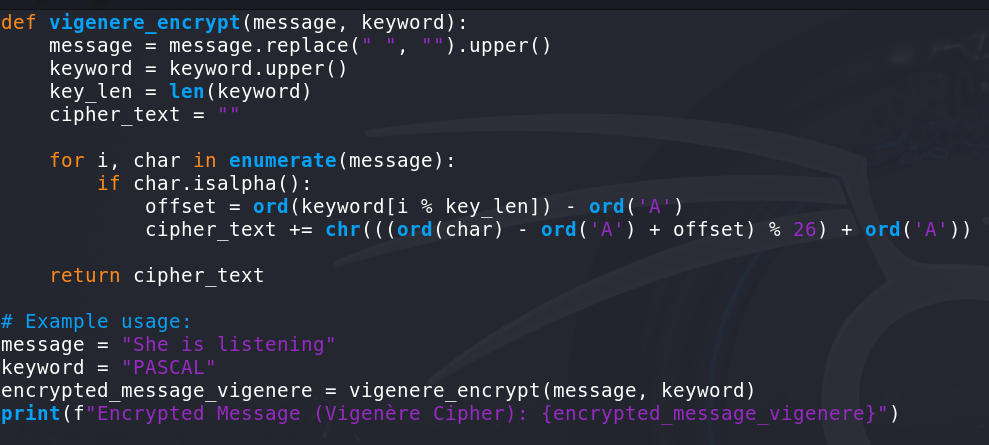 def vigenere_encrypt(message, keyword):
    message = message.replace(" ", "").upper()
    keyword = keyword.upper()
    key_len = len(keyword)
    cipher_text = ""
    for i, char in enumerate(message):
        if char.isalpha():
            offset = ord(keyword[i % key_len]) - ord('A')
            cipher_text += chr(((ord(char) - ord('A') + offset) % 26) + ord('A'))
    return cipher_text
# Example usage:
message = "She is listening"
keyword = "PASCAL"
encrypted_message_vigenere = vigenere_encrypt(message, keyword)
print(f"Encrypted Message (Vigenère Cipher): {encrypted_message_vigenere}")